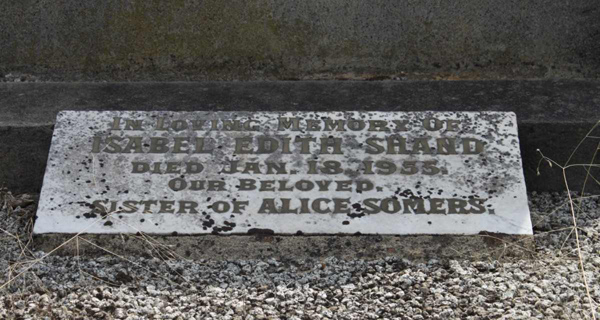 IN LOVING MEMORY OF
ISABEL EDITH SHAND
DIED JAN. 18, 1955.
OUR BELOVED.
SISTER OF ALICE SOMERS.